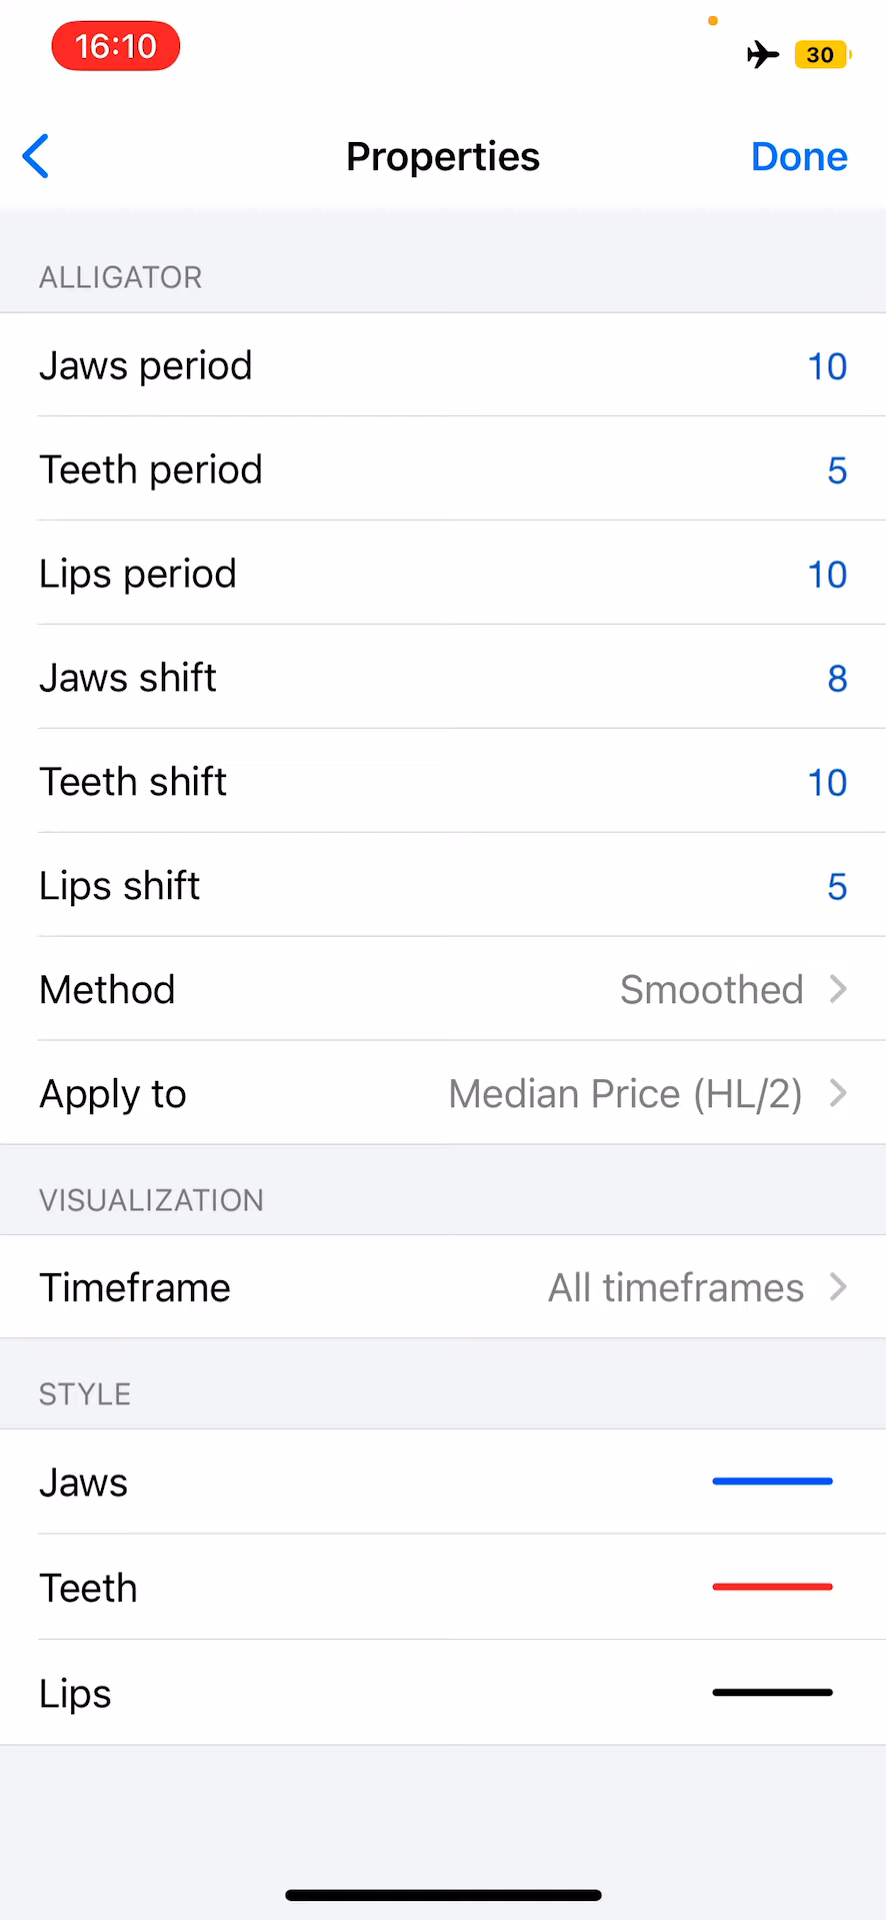 16:10
30
Properties
Done
ALLIGATOR
Jaws period 10
Teeth period 5
Lips period 10
Jaws shift 8
Teeth shift 10
Lips shift 5
Method Smoothed
Apply to Median Price (HL/2)
VISUALIZATION
Timeframe All timeframes
STYLE
Jaws
Teeth
Lips